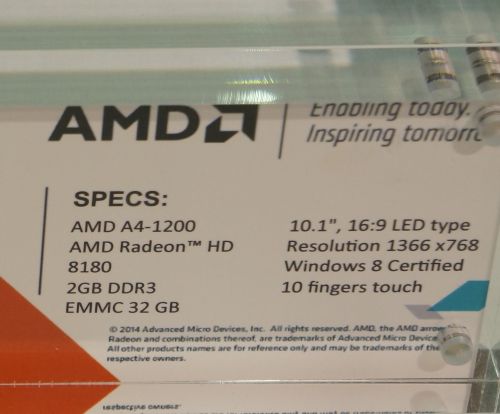 AMD
Enabling today.
Inspiring
SPECS:
AMD A4-1200
AMD Radeon™ HD
8180
2GB DDR3
EMMC 32 GB
10.1", 16:9 LED type
Resolution 1366 x768
Windows 8 Certified
10 fingers touch
© 2014 Advanced Micro Devices, Inc. All rights reserved. AMD, the AMD arrow
Radeon and combinations thereof, are trademarks of Advanced Micro Device
All other products names are for reference only and may be trademarks of the
respective owners.